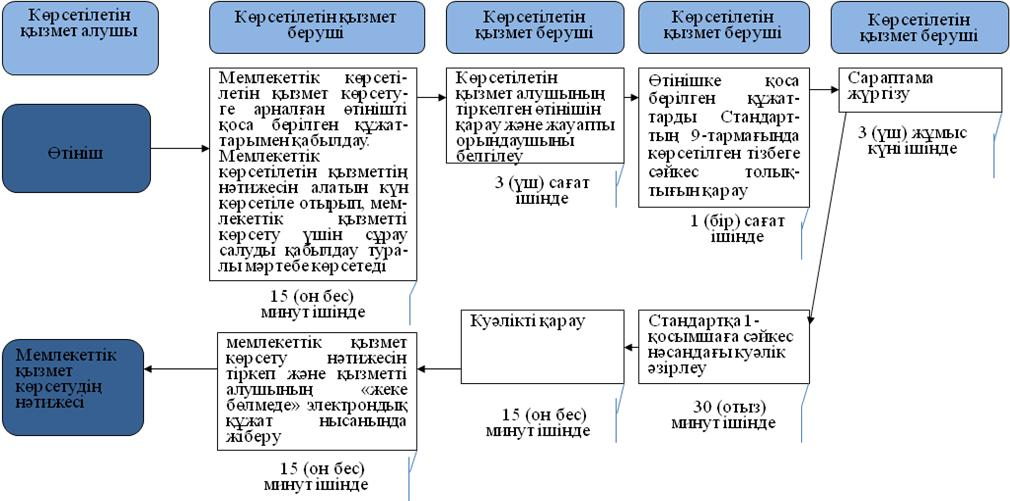 Көрсетілетін
қызмет алушы
Көрсетілетін қызмет
беруші
Көрсетілетін
қызмет беруші
Көрсетілетін
қызмет беруші
Көрсетілетін
қызмет беруші
Өтініш
Мемлекеттік көрсеті-
летін қызмет көрсету-
ге арналған өтінішті
қоса берілген құжат-
тарымен қабылдау.
Мемлекеттік
көрсетілетін қызметтің
нәтижесін алатын күн
көрсетіле отырып, мем-
лекеттік қызметті
көрсету үшін сұрау
салуды қабылдау тура-
лы мәртебе көрсетеді
15 (он бес)
минут ішінде
Көрсетілетін
қызмет алушының
тіркелген өтінішін
қарау және жауапты
орындаушыны
белгілеу
3 (үш) сағат
ішінде
Өтінішке қоса
берілген құжат-
тарды Стандарт-
тың 9-тармағында
көрсетілген тізбеге
сәйкес толық-
тығын қарау
1 (бір) сағат
ішінде
Сараптама
жүргізу
3 (үш) жұмыс
күні ішінде
Стандартқа 1-
қосымшаға сәйкес
нәсандағы куәлік
әзірлеу
30 (отыз)
минут ішінде
Куәлікті қарау
15 (он бес)
минут ішінде
мемлекеттік қызмет
көрсету нәтижесін
тіркеп және қызметті
алушының «жеке
бөлмеде» электрондық
құжат нысанында
жіберу
15 (он бес)
минут ішінде
Мемлекеттік
қызмет
көрсетудің
нәтижесі